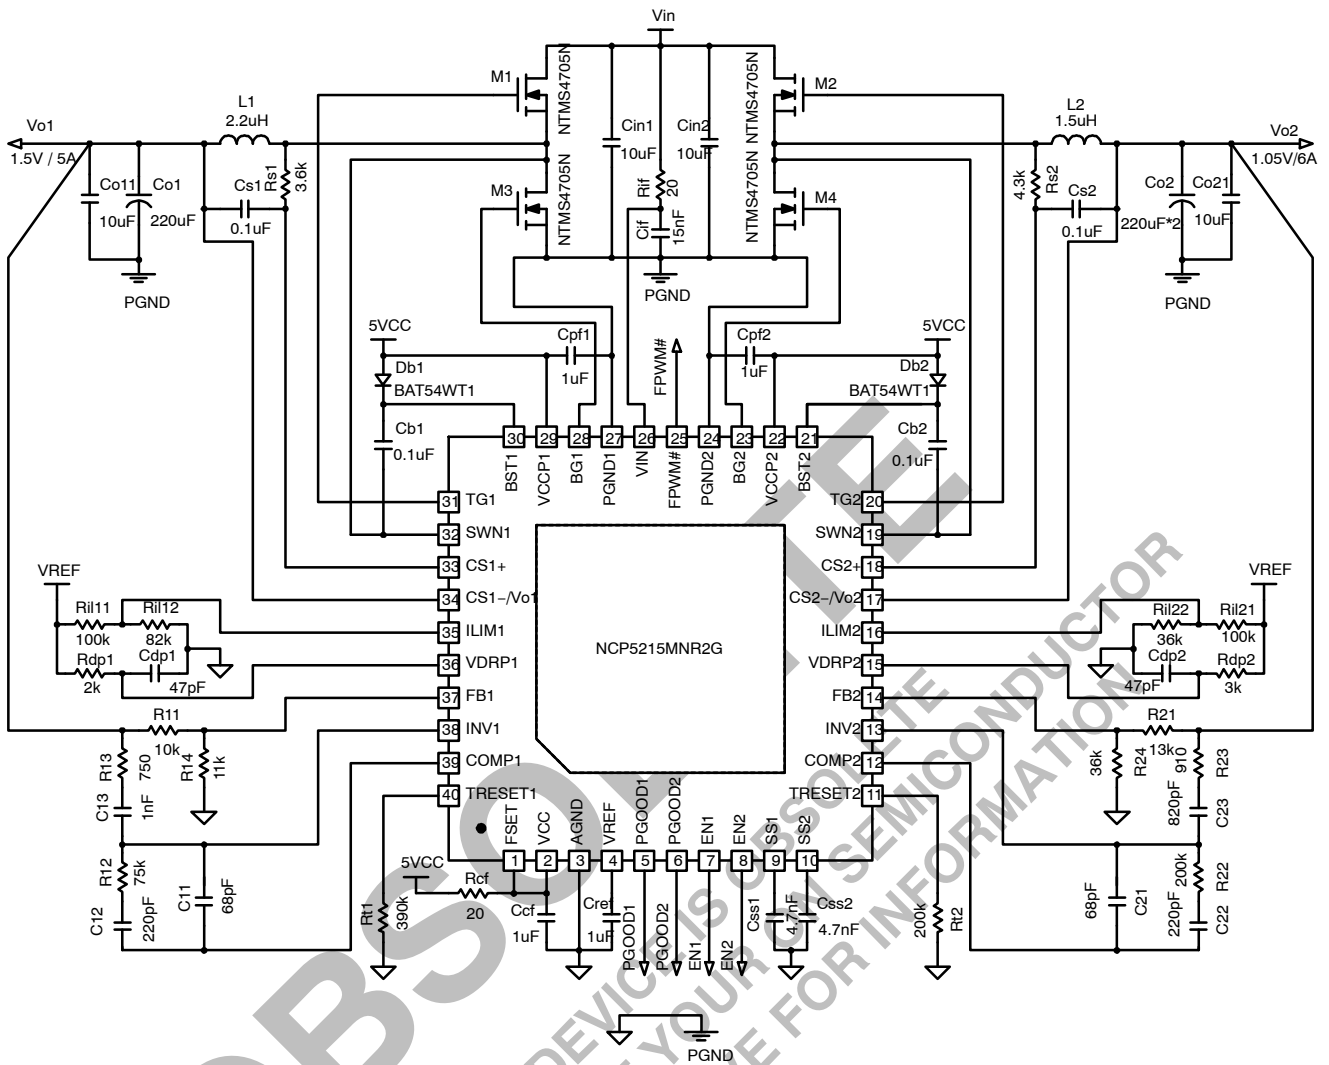 Vin
M1
NTMS4705N
Cin1
10uF
Cin2
10uF
NTMS4705N
M2
L1
2.2uH
Vo1
1.5V / 5A
Co11
10uF
Co1
220uF
Cs1
0.1uF
Rs1
3.6k
PGND
M3
NTMS4705N
Rif
20
Cif
15nF
PGND
NTMS4705N
M4
L2
1.5uH
Vo2
1.05V/6A
4.3k
Rs2
Cs2
0.1uF
Co2
220uF*2
Co21
10uF
PGND
5VCC
Db1
BAT54WT1
Cb1
0.1uF
Cpf1
1uF
FPWM#
Cpf2
1uF
5VCC
Db2
BAT54WT1
Cb2
0.1uF
30 29 28 27 26 25 24 23 22 21
BST1
VCCP1
BG1
PGND1
VIN
FPWM#
PGND2
BG2
VCCP2
BST2
31 TG1
32 SWN1
33 CS1+
34 CS1-/Vo1
35 ILIM1
36 VDRP1
37 FB1
38 INV1
39 COMP1
40 TRESET1
NCP5215MNR2G
TG2 20
SWN2 19
CS2+ 18
CS2-/Vo2 17
ILIM2 16
VDRP2 15
FB2 14
INV2 13
COMP2 12
TRESET2 11
VREF
Ril11
100k
Ril12
82k
Rdp1
2k
Cdp1
47pF
VREF
Ril22
36k
Ril21
100k
Cdp2
47pF
Rdp2
3k
R11
10k
R13
750
R14
11k
C13
1nF
R12
75k
C12
220pF
C11
68pF
R21
13k
36k
R24
910
R23
820pF
C23
200k
R22
220pF
C22
68pF
C21
FSET
VCC
AGND
VREF
PGOOD1
PGOOD2
EN1
EN2
SS1
SS2
1 2 3 4 5 6 7 8 9 10
5VCC
Rcf
20
Rt1
390k
Ccf
1uF
Cref
1uF
PGOOD1
PGOOD2
EN1
EN2
Css1
4.7nF
Css2
4.7nF
200k
Rt2
PGND
OBSOLETE
DEVICE IS OBSOLETE
YOUR ON SEMICONDUCTOR
FOR INFORMATION